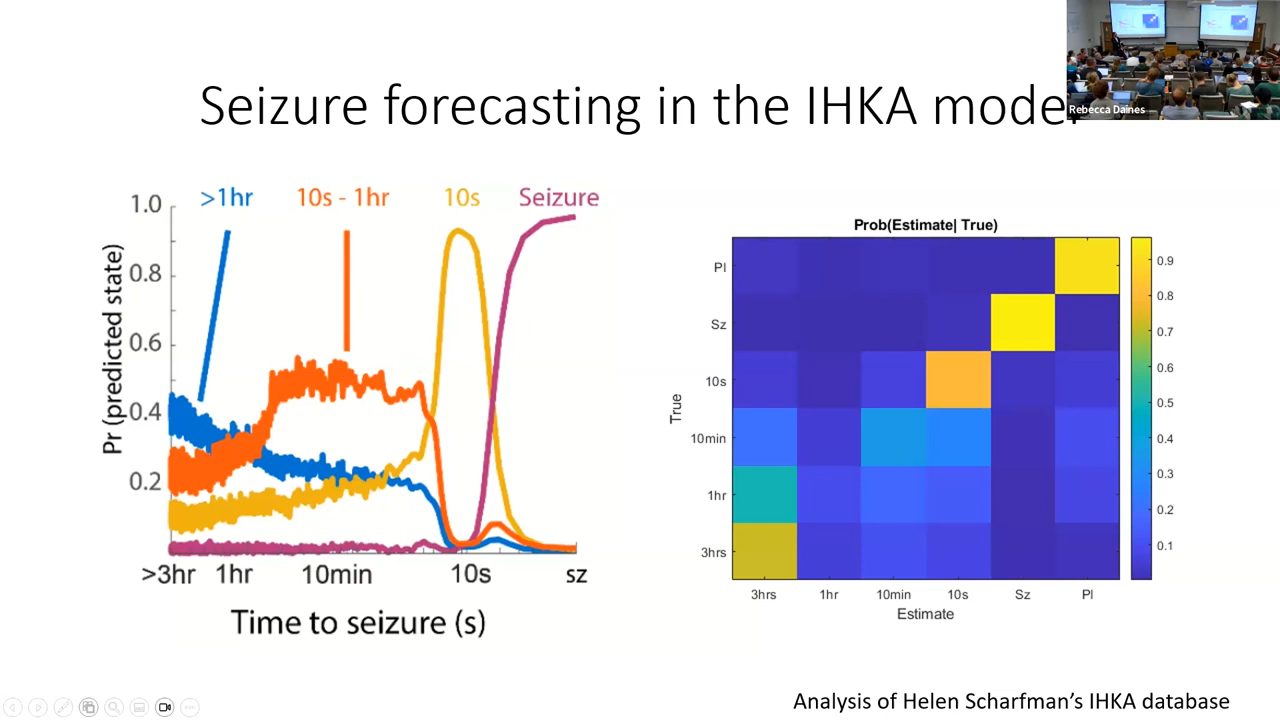 Seizure forecasting in the IHKA model
Rebecca Daines
>1hr
10s - 1hr
10s
Seizure
1.0
0.8
0.6
0.4
0.2
Pr (predicted state)
>3hr
1hr
10min
10s
sz
Time to seizure (s)
Prob(Estimate| True)
True
Pl
Sz
10s
10min
1hr
3hrs
3hrs
1hr
10min
10s
Sz
Pl
Estimate
0.9
0.8
0.7
0.6
0.5
0.4
0.3
0.2
0.1
Analysis of Helen Scharfman’s IHKA database